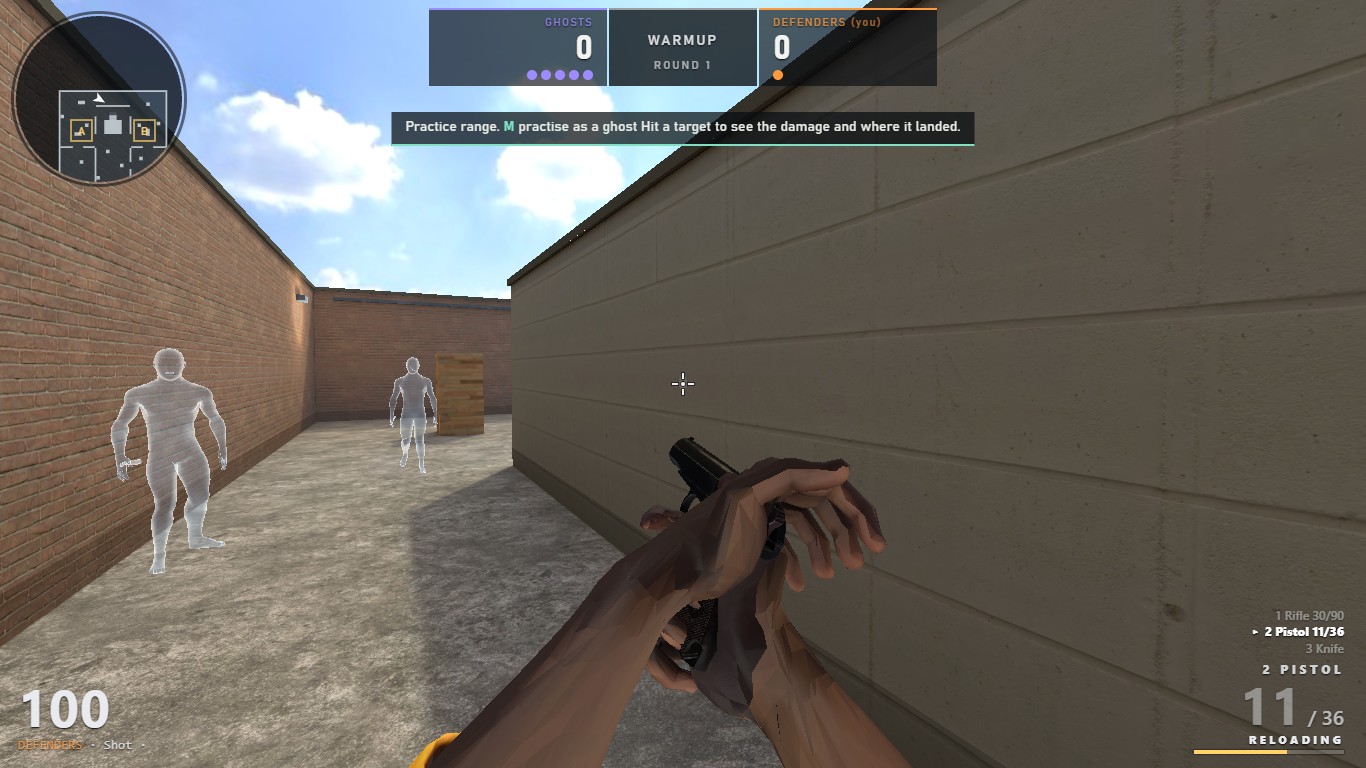 GHOSTS
0
WARMUP
ROUND 1
DEFENDERS (you)
0
Practice range. M practise as a ghost Hit a target to see the damage and where it landed.
A
B
1 Rifle 30/90
2 Pistol 11/36
3 Knife
2 PISTOL
11 / 36
RELOADING
100
DEFENDERS · Shot ·